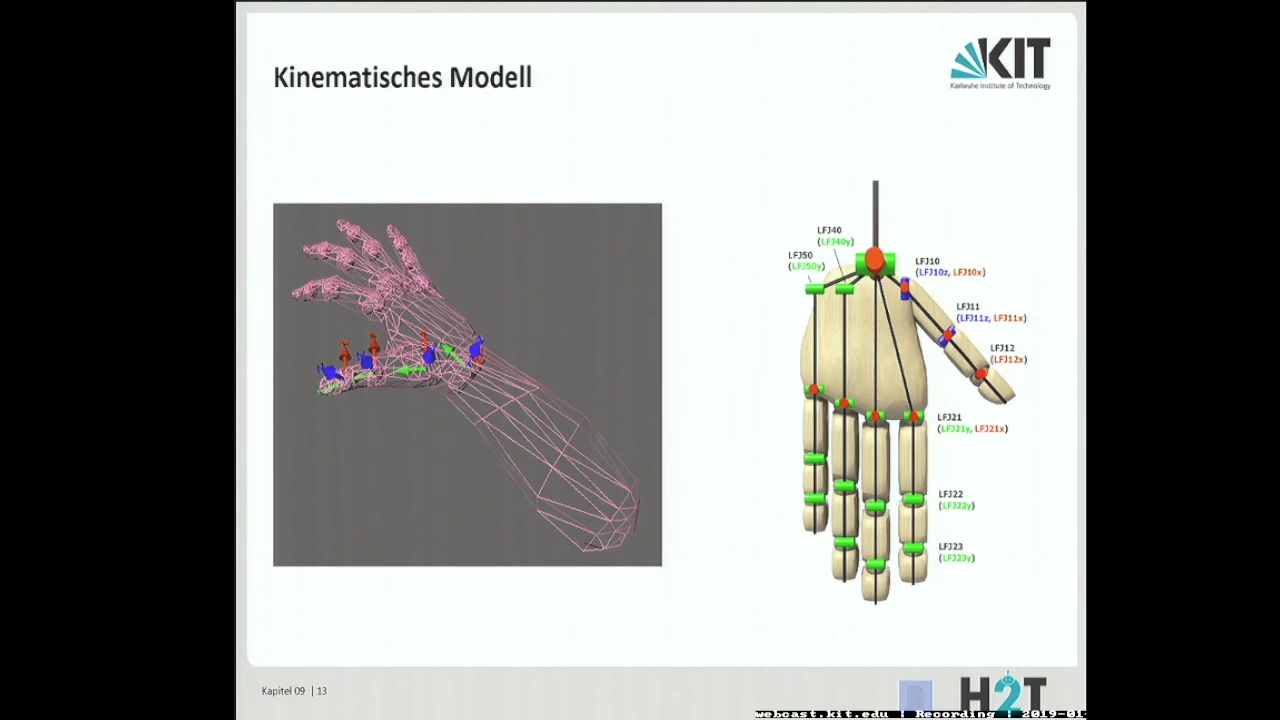 Kinematisches Modell
KIT
Karlsruhe Institute of Technology
LFJ40
(LFJ40y)
LFJ50
(LFJ50y)
LFJ10
(LFJ10z, LFJ10x)
LFJ11
(LFJ11z, LFJ11x)
LFJ12
(LFJ12x)
LFJ21
(LFJ21y, LFJ21x)
LFJ22
(LFJ22y)
LFJ23
(LFJ23y)
Kapitel 09 | 13
H2T
webcast.kit.edu | Recording | 2019-01